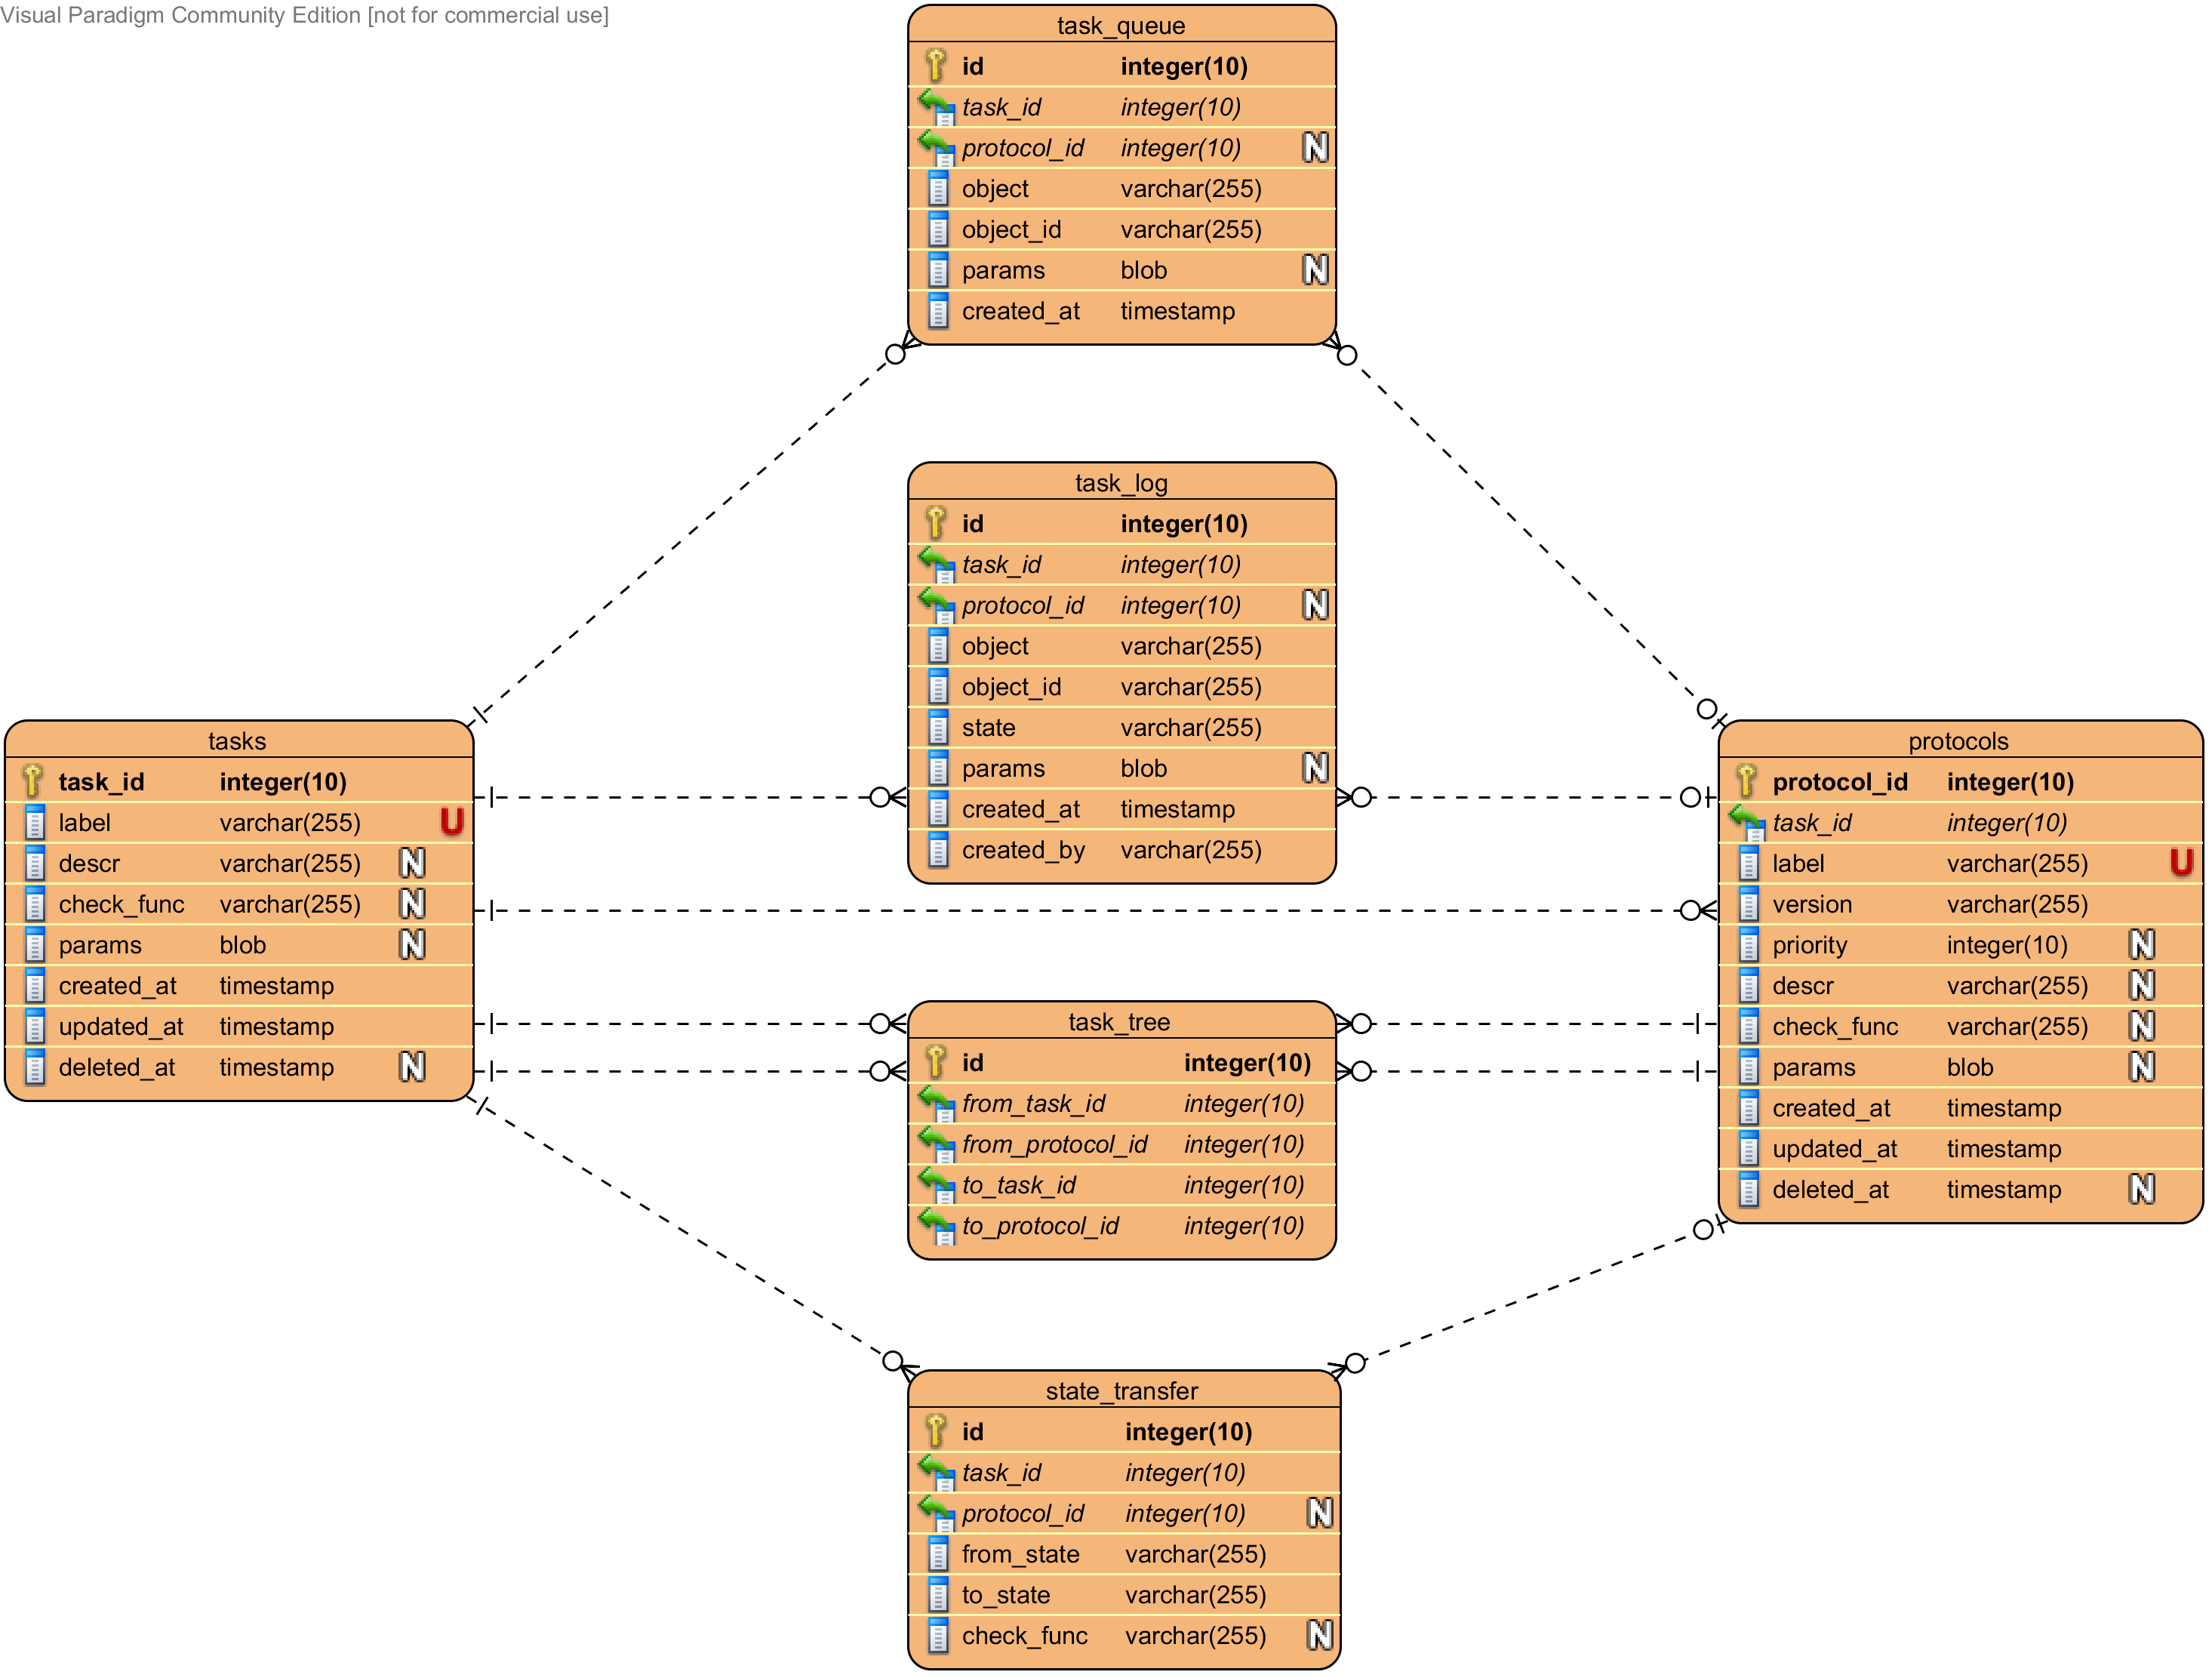 Visual Paradigm Community Edition [not for commercial use]
task_queue
id integer(10)
task_id integer(10)
protocol_id integer(10) N
object varchar(255)
object_id varchar(255)
params blob N
created_at timestamp
task_log
id integer(10)
task_id integer(10)
protocol_id integer(10) N
object varchar(255)
object_id varchar(255)
state varchar(255)
params blob N
created_at timestamp
created_by varchar(255)
tasks
task_id integer(10)
label varchar(255) U
descr varchar(255) N
check_func varchar(255) N
params blob N
created_at timestamp
updated_at timestamp
deleted_at timestamp N
protocols
protocol_id integer(10)
task_id integer(10)
label varchar(255) U
version varchar(255)
priority integer(10) N
descr varchar(255) N
check_func varchar(255) N
params blob N
created_at timestamp
updated_at timestamp
deleted_at timestamp N
task_tree
id integer(10)
from_task_id integer(10)
from_protocol_id integer(10)
to_task_id integer(10)
to_protocol_id integer(10)
state_transfer
id integer(10)
task_id integer(10)
protocol_id integer(10) N
from_state varchar(255)
to_state varchar(255)
check_func varchar(255) N